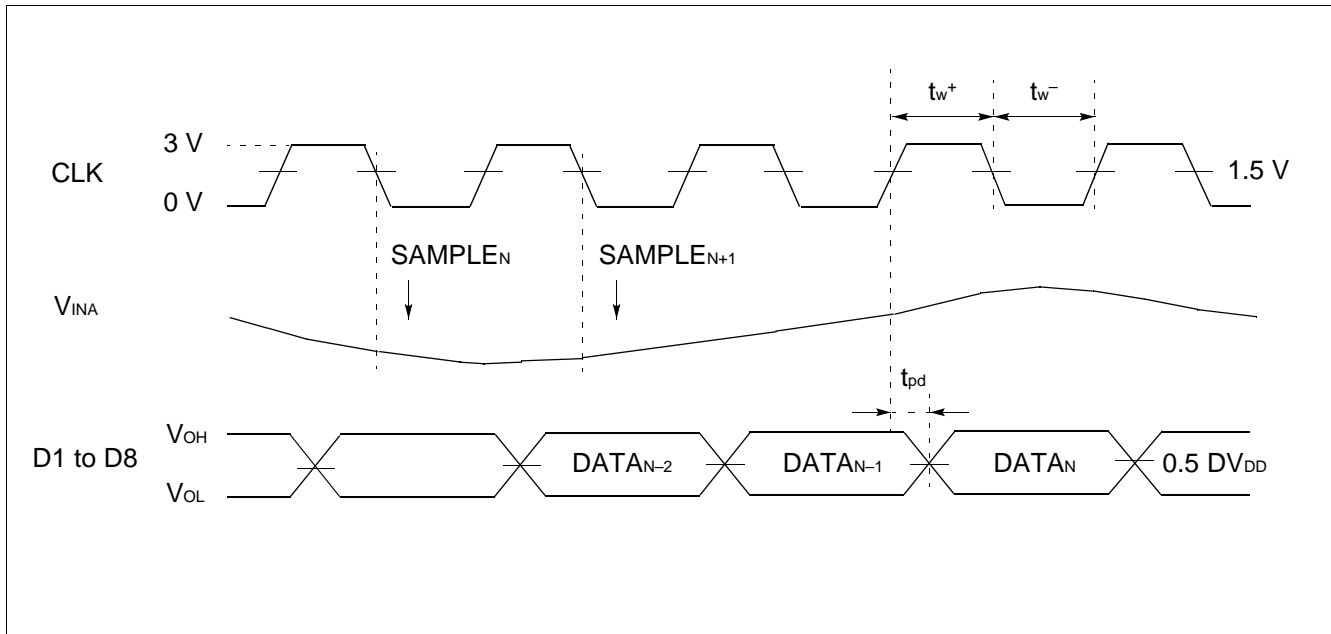 tw+ tw–
3 V
CLK
1.5 V
0 V
SAMPLEN SAMPLEN+1
VINA
tpd
VOH
D1 to D8
DATAN–2 DATAN–1 DATAN
0.5 DVDD
VOL